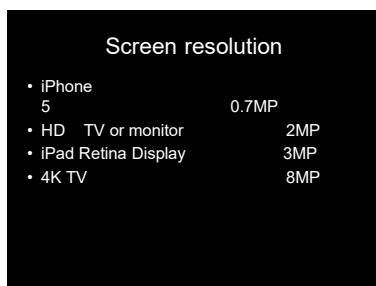 Screen resolution
• iPhone
5 0.7MP
• HD TV or monitor 2MP
• iPad Retina Display 3MP
• 4K TV 8MP